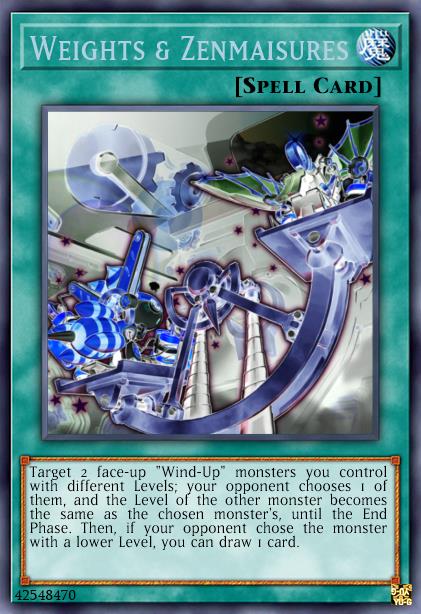 WEIGHTS & ZENMAISURES
魔
[SPELL CARD]
Target 2 face-up "Wind-Up" monsters you control
with different Levels; your opponent chooses 1 of
them, and the Level of the other monster becomes
the same as the chosen monster's, until the End
Phase. Then, if your opponent chose the monster
with a lower Level, you can draw 1 card.
42548470